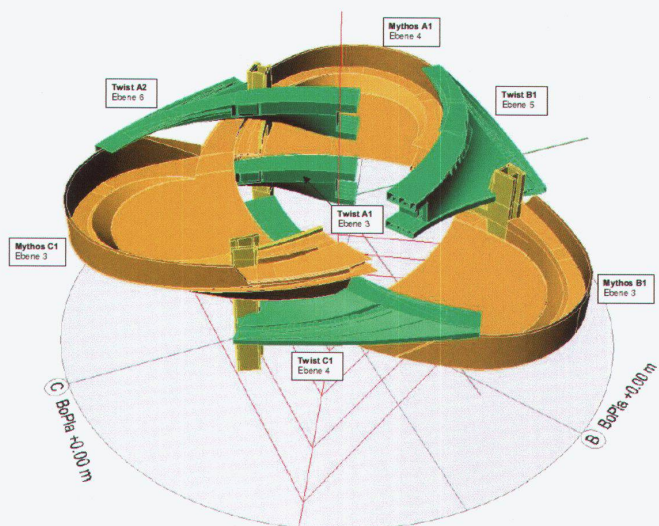 Mythos A1
Ebene 4
Twist A2
Ebene 6
Twist B1
Ebene 5
Twist A1
Ebene 3
Mythos C1
Ebene 3
Mythos B1
Ebene 3
Twist C1
Ebene 4
C BoPla +0.00 m
B BoPla +0.00 m